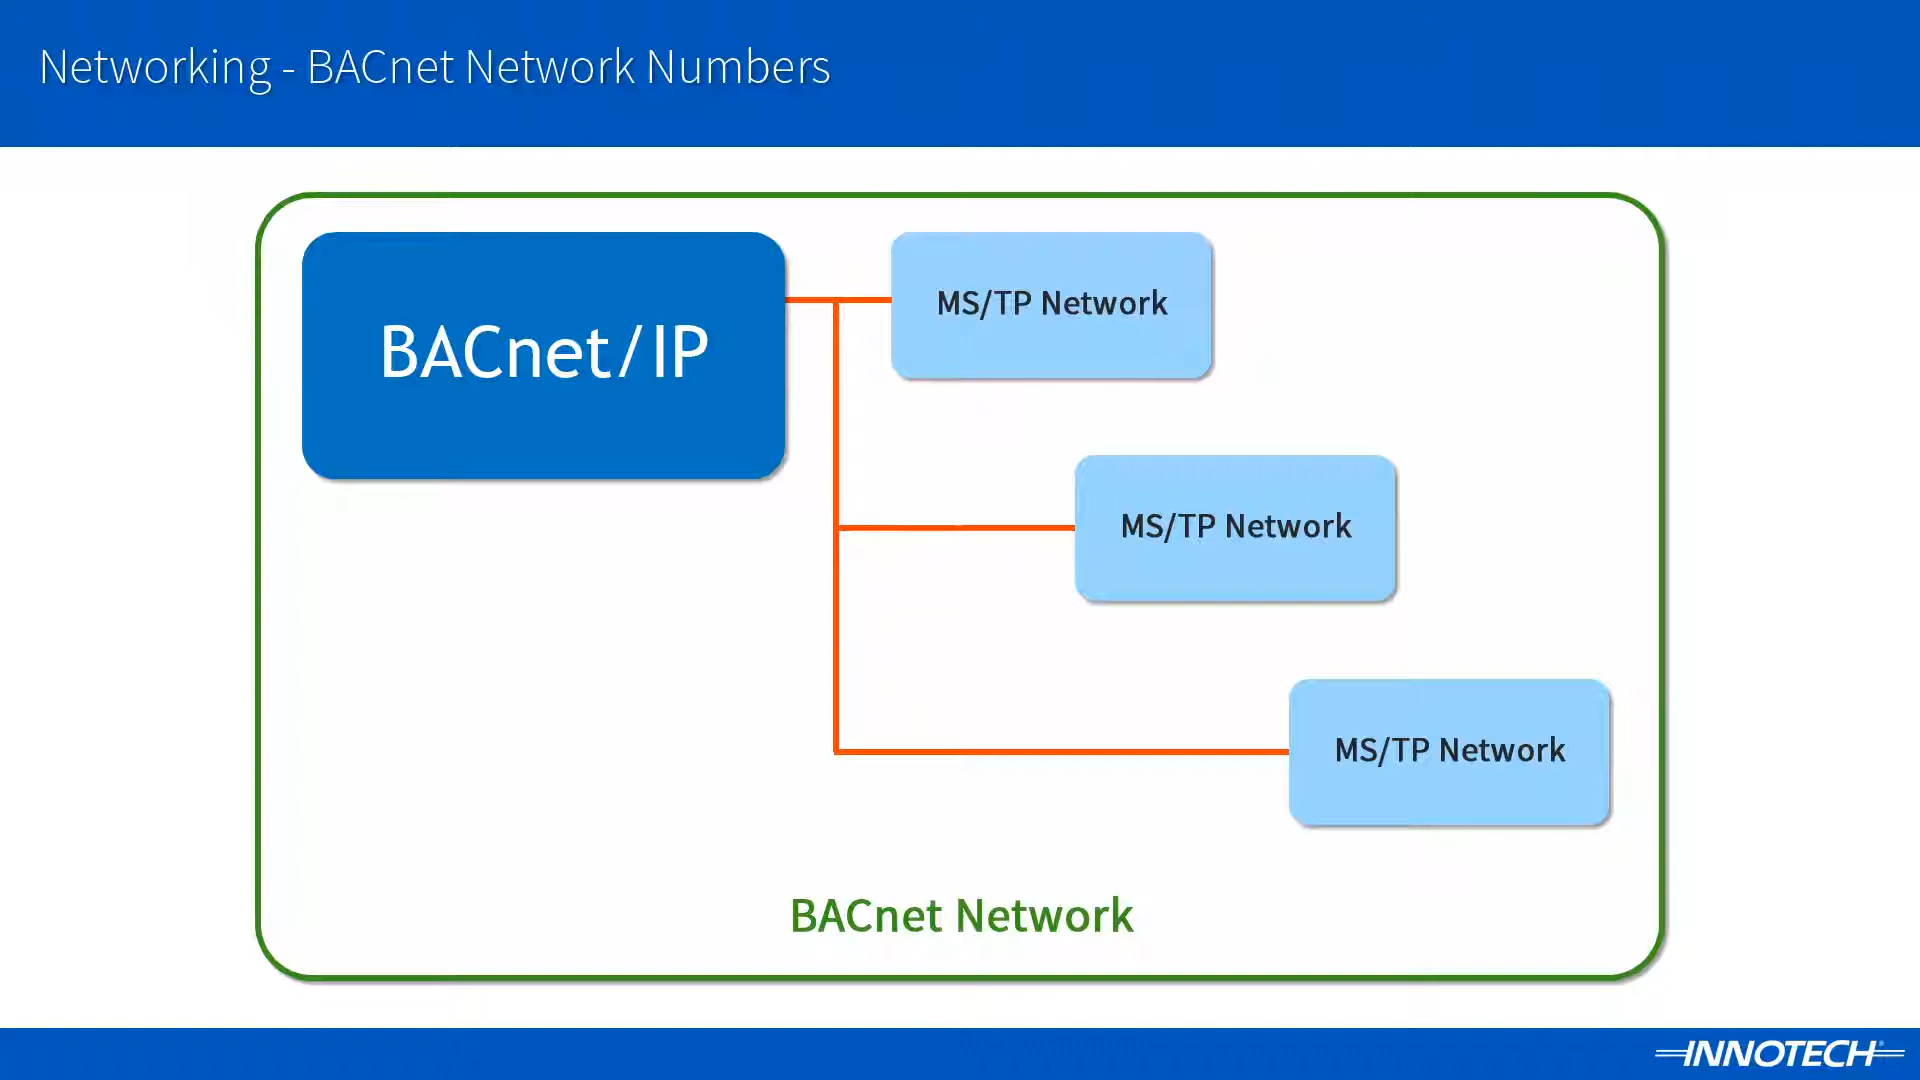 Networking - BACnet Network Numbers
BACnet/IP
MS/TP Network
MS/TP Network
MS/TP Network
BACnet Network
INNOTECH